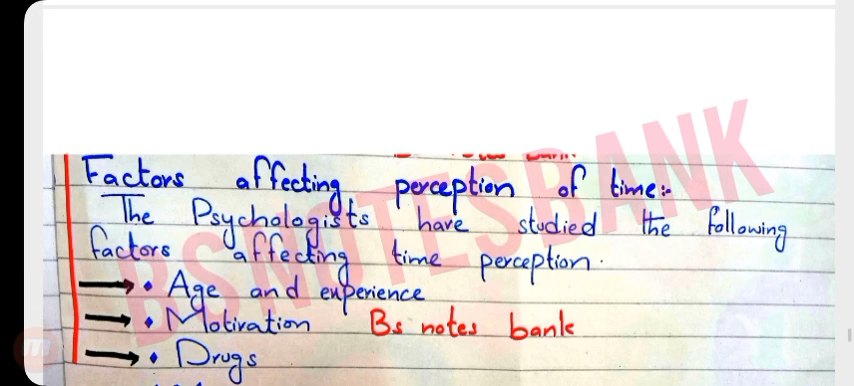 Factors affecting perception of time:-
The Psychologists have studied the following
factors affecting time perception.
→ • Age and experience
→ • Motivation Bs notes bank
→ • Drugs
BSNOTESBANK